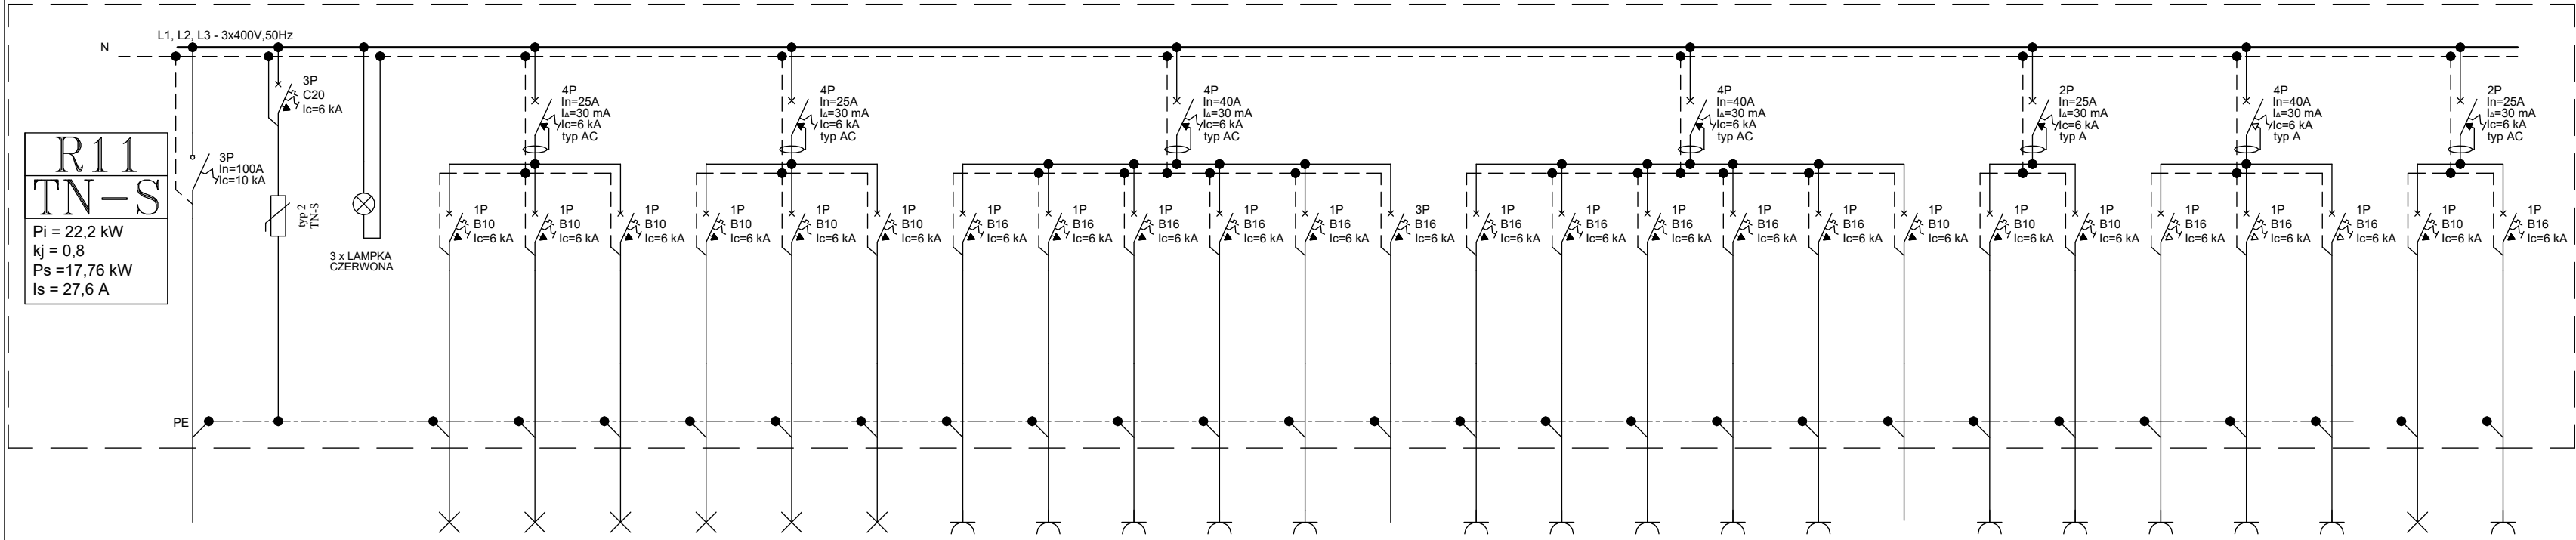 L1, L2, L3 - 3x400V,50Hz
N
R11
TN-S
Pi = 22,2 kW
kj = 0,8
Ps =17,76 kW
Is = 27,6 A
3P
In=100A
Ic=10 kA
3P
C20
Ic=6 kA
typ 2
TN-S
3 x LAMPKA
CZERWONA
4P
In=25A
I∆=30 mA
Ic=6 kA
typ AC
1P
B10
Ic=6 kA
1P
B10
Ic=6 kA
1P
B10
Ic=6 kA
4P
In=25A
I∆=30 mA
Ic=6 kA
typ AC
1P
B10
Ic=6 kA
1P
B10
Ic=6 kA
1P
B10
Ic=6 kA
4P
In=40A
I∆=30 mA
Ic=6 kA
typ AC
1P
B16
Ic=6 kA
1P
B16
Ic=6 kA
1P
B16
Ic=6 kA
1P
B16
Ic=6 kA
1P
B16
Ic=6 kA
3P
B16
Ic=6 kA
4P
In=40A
I∆=30 mA
Ic=6 kA
typ AC
1P
B16
Ic=6 kA
1P
B16
Ic=6 kA
1P
B16
Ic=6 kA
1P
B16
Ic=6 kA
1P
B16
Ic=6 kA
1P
B10
Ic=6 kA
2P
In=25A
I∆=30 mA
Ic=6 kA
typ A
1P
B10
Ic=6 kA
1P
B10
Ic=6 kA
4P
In=40A
I∆=30 mA
Ic=6 kA
typ A
1P
B16
Ic=6 kA
1P
B16
Ic=6 kA
1P
B16
Ic=6 kA
2P
In=25A
I∆=30 mA
Ic=6 kA
typ AC
1P
B10
Ic=6 kA
1P
B16
Ic=6 kA
PE